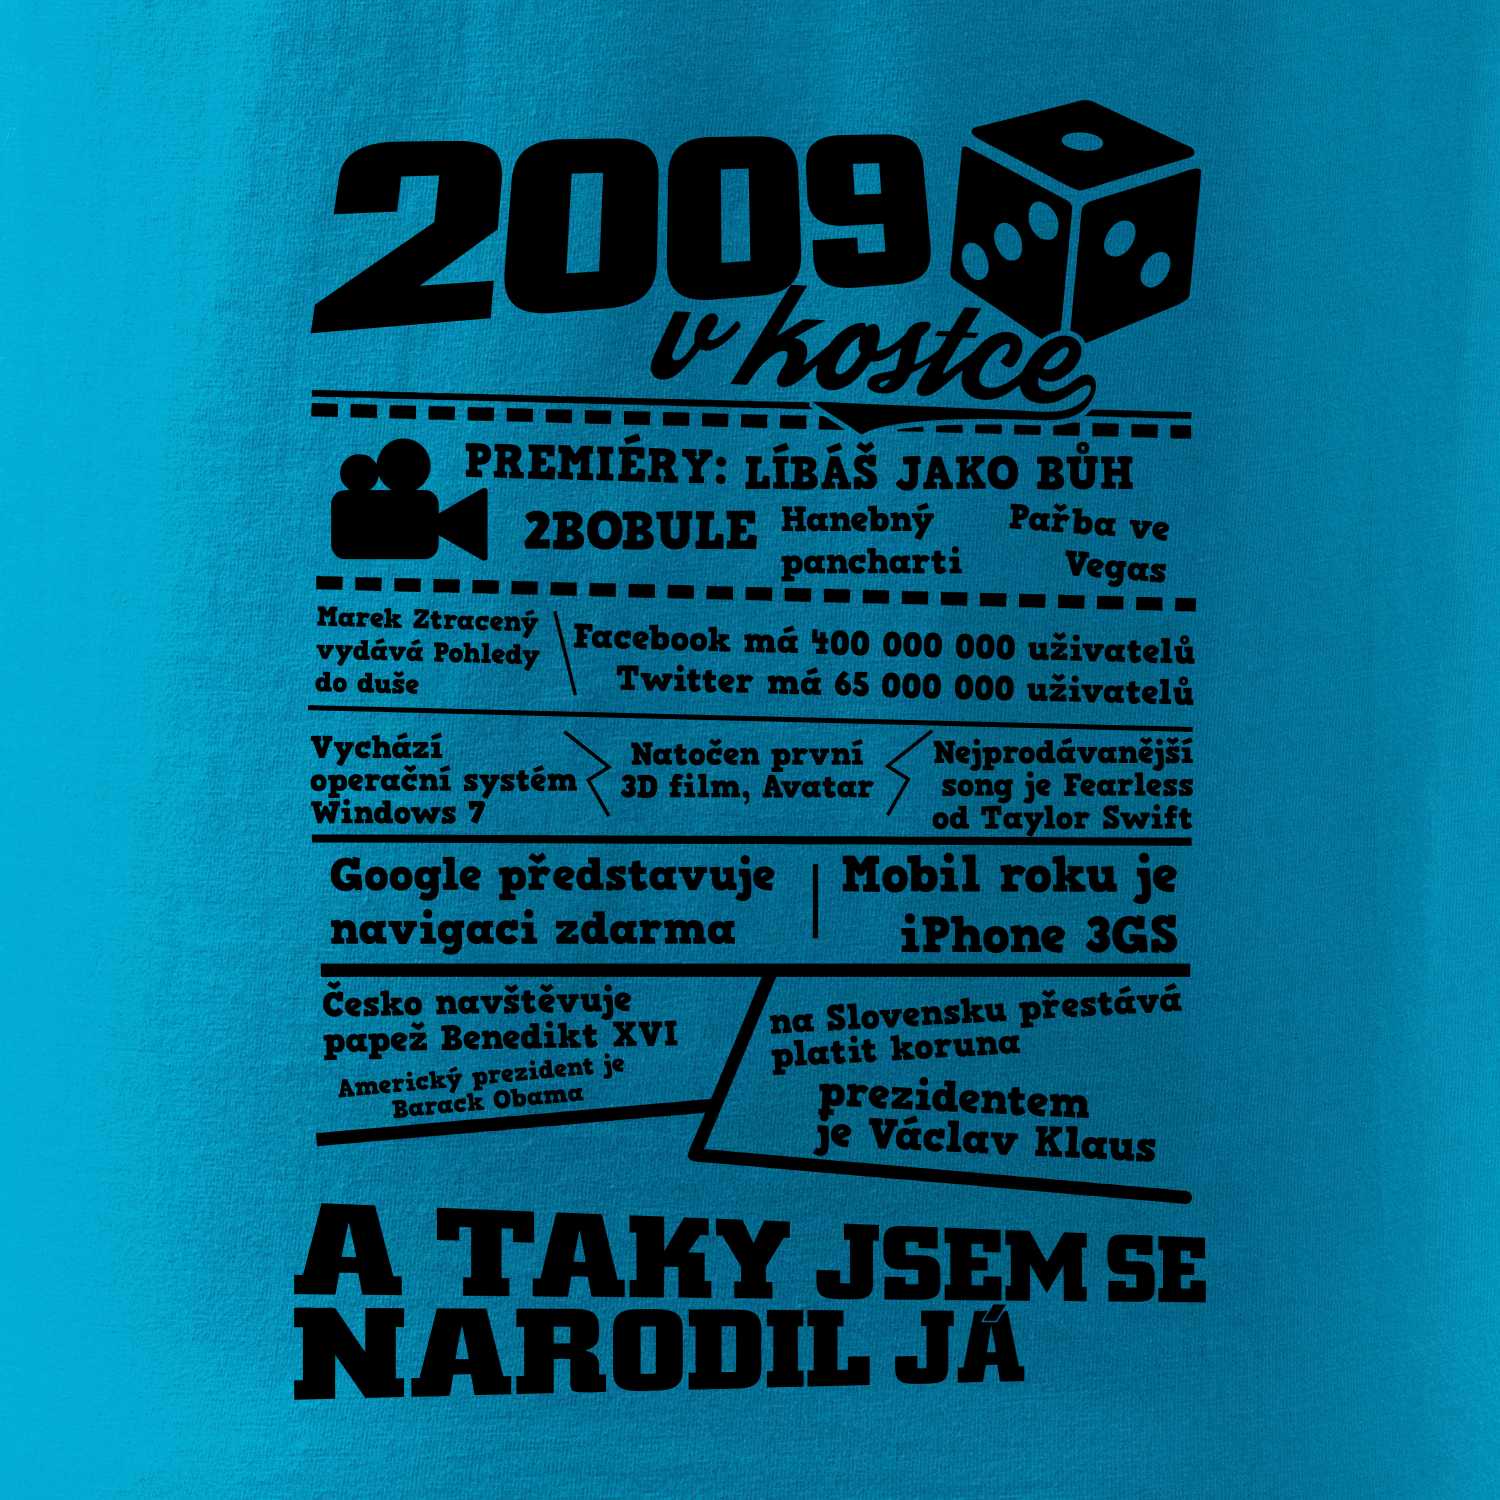 2009
v kostce
PREMIÉRY: LÍBÁŠ JAKO BŮH
2BOBULE
Hanebný
pancharti
Pařba ve
Vegas
Marek Ztracený
vydává Pohledy
do duše
Facebook má 400 000 000 uživatelů
Twitter má 65 000 000 uživatelů
Vychází
operační systém
Windows 7
Natočen první
3D film, Avatar
Nejprodávanější
song je Fearless
od Taylor Swift
Google představuje
navigaci zdarma
Mobil roku je
iPhone 3GS
Česko navštěvuje
papež Benedikt XVI
Americký prezident je
Barack Obama
na Slovensku přestává
platit koruna
prezidentem
je Václav Klaus
A TAKY JSEM SE
NARODIL JÁ